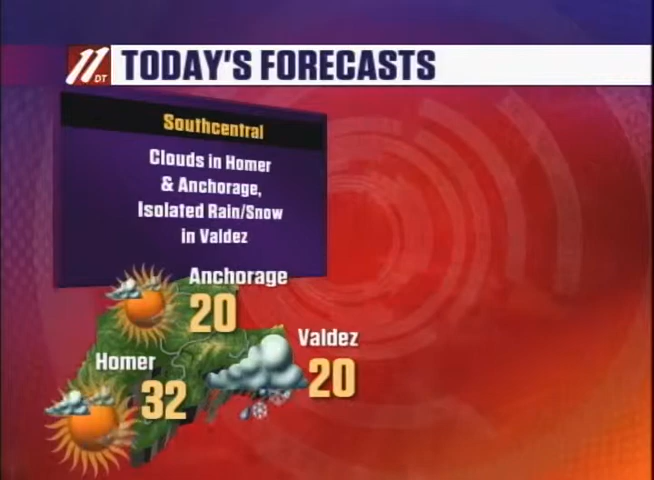 11 DT TODAY'S FORECASTS
Southcentral
Clouds in Homer
& Anchorage,
Isolated Rain/Snow
in Valdez
Anchorage
20
Valdez
20
Homer
32